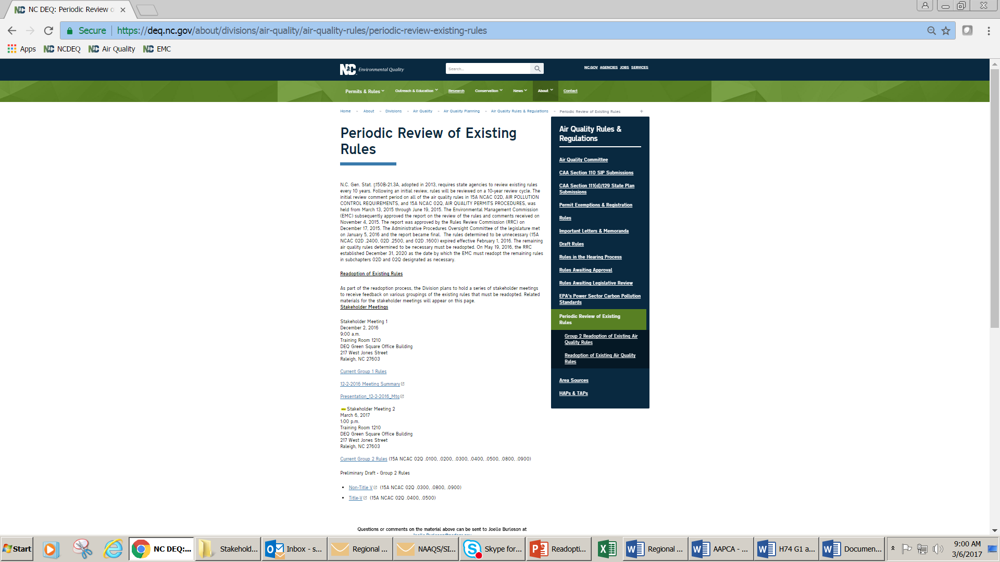 NC DEQ: Periodic Review o
Secure
https://deq.nc.gov/about/divisions/air-quality/air-quality-rules/periodic-review-existing-rules
Apps NCDEQ Air Quality EMC
NC Environmental Quality
Search...
NC.GOV AGENCIES JOBS SERVICES
Permits & Rules Outreach & Education Research Conservation News About Contact
Home » About » Divisions » Air Quality » Air Quality Planning » Air Quality Rules & Regulations » Periodic Review of Existing Rules +
Periodic Review of Existing
Rules
N.C. Gen. Stat. §150B-21.3A, adopted in 2013, requires state agencies to review existing rules
every 10 years. Following an initial review, rules will be reviewed on a 10-year review cycle. The
initial review comment period on all of the air quality rules in 15A NCAC 02D, AIR POLLUTION
CONTROL REQUIREMENTS, and 15A NCAC 02Q, AIR QUALITY PERMITS PROCEDURES, was
held from March 13, 2015 through June 19, 2015. The Environmental Management Commission
(EMC) subsequently approved the report on the review of the rules and comments received on
November 4, 2015. The report was approved by the Rules Review Commission (RRC) on
December 17, 2015. The Administrative Procedures Oversight Committee of the legislature met
on January 5, 2016 and the report became final. The rules determined to be unnecessary (15A
NCAC 02D .2400, 02D .2500, and 02D .1600) expired effective February 1, 2016. The remaining
air quality rules determined to be necessary must be readopted. On May 19, 2016, the RRC
established December 31, 2020 as the date by which the EMC must readopt the remaining rules
in subchapters 02D and 02Q designated as necessary.
Readoption of Existing Rules
As part of the readoption process, the Division plans to hold a series of stakeholder meetings
to receive feedback on various groupings of the existing rules that must be readopted. Related
materials for the stakeholder meetings will appear on this page.
Stakeholder Meetings
Stakeholder Meeting 1
December 2, 2016
9:00 a.m.
Training Room 1210
DEQ Green Square Office Building
217 West Jones Street
Raleigh, NC 27603
Current Group 1 Rules
12-2-2016 Meeting Summary
Presentation_12-2-2016_Mtg
Stakeholder Meeting 2
March 6, 2017
1:00 p.m.
Training Room 1210
DEQ Green Square Office Building
217 West Jones Street
Raleigh, NC 27603
Current Group 2 Rules (15A NCAC 02Q .0100, .0200, .0300, .0400, .0500, .0800, .0900)
Preliminary Draft - Group 2 Rules
• Non-Title V (15A NCAC 02Q .0300, .0800, .0900)
• Title-V (15A NCAC 02Q .0400, .0500)
Questions or comments on the material above can be sent to Joelle Burleson at
Air Quality Rules &
Regulations
Air Quality Committee
CAA Section 110 SIP Submissions
CAA Section 111(d)/129 State Plan
Submissions
Permit Exemptions & Registration
Rules
Important Letters & Memoranda
Draft Rules
Rules in the Hearing Process
Rules Awaiting Approval
Rules Awaiting Legislative Review
EPA's Power Sector Carbon Pollution
Standards
Periodic Review of Existing
Rules
Group 2 Readoption of Existing Air
Quality Rules
Readoption of Existing Air Quality
Rules
Area Sources
HAPs & TAPs
Start NC DEQ:... Stakehold... Inbox - s... Regional ... NAAQS/SI... Skype for... Readopti... Regional ... AAPCA - ... H74 G1 a... Documen... 9:00 AM
3/6/2017